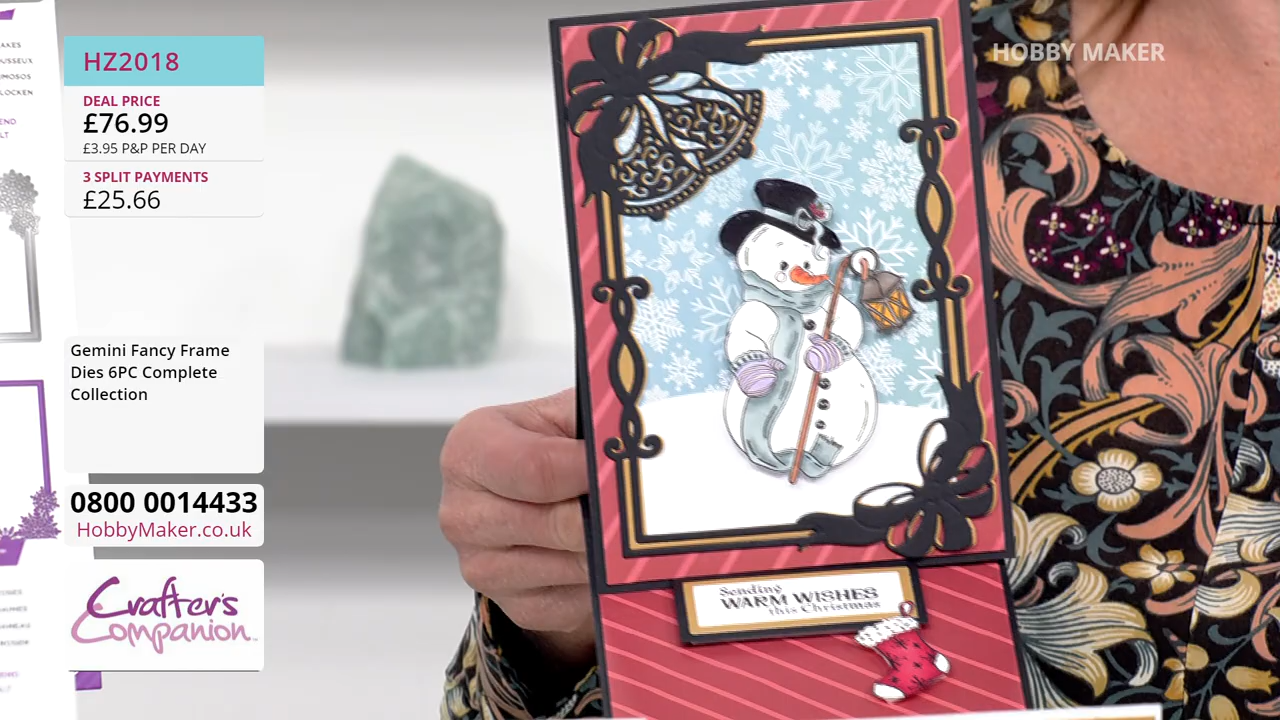 HZ2018
DEAL PRICE
£76.99
£3.95 P&P PER DAY
3 SPLIT PAYMENTS
£25.66
Gemini Fancy Frame
Dies 6PC Complete
Collection
0800 0014433
HobbyMaker.co.uk
Crafter's
Companion
HOBBY MAKER
Sending
WARM WISHES
this Christmas